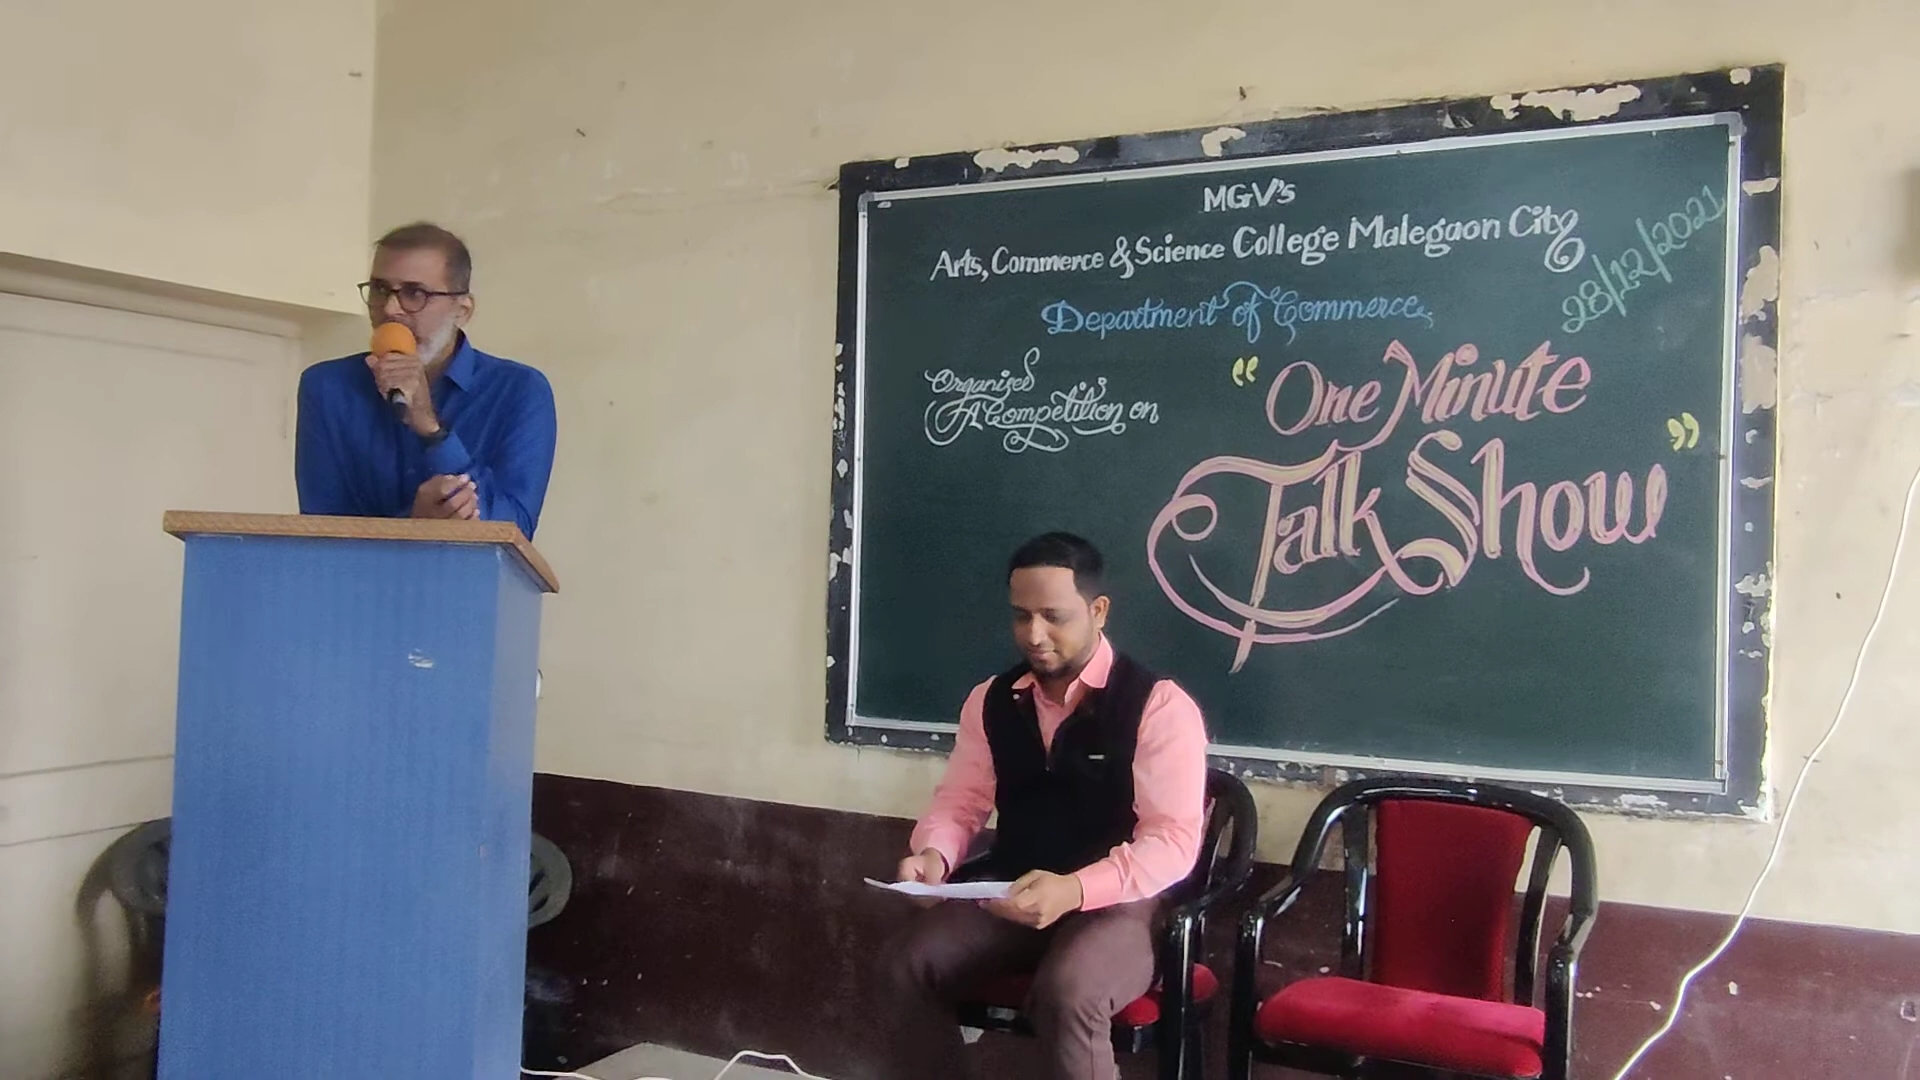 MGV's
Arts, Commerce & Science College Malegaon City
28/12/2021
Department of Commerce
Organised
A Competition on
"One Minute
Talk Show"